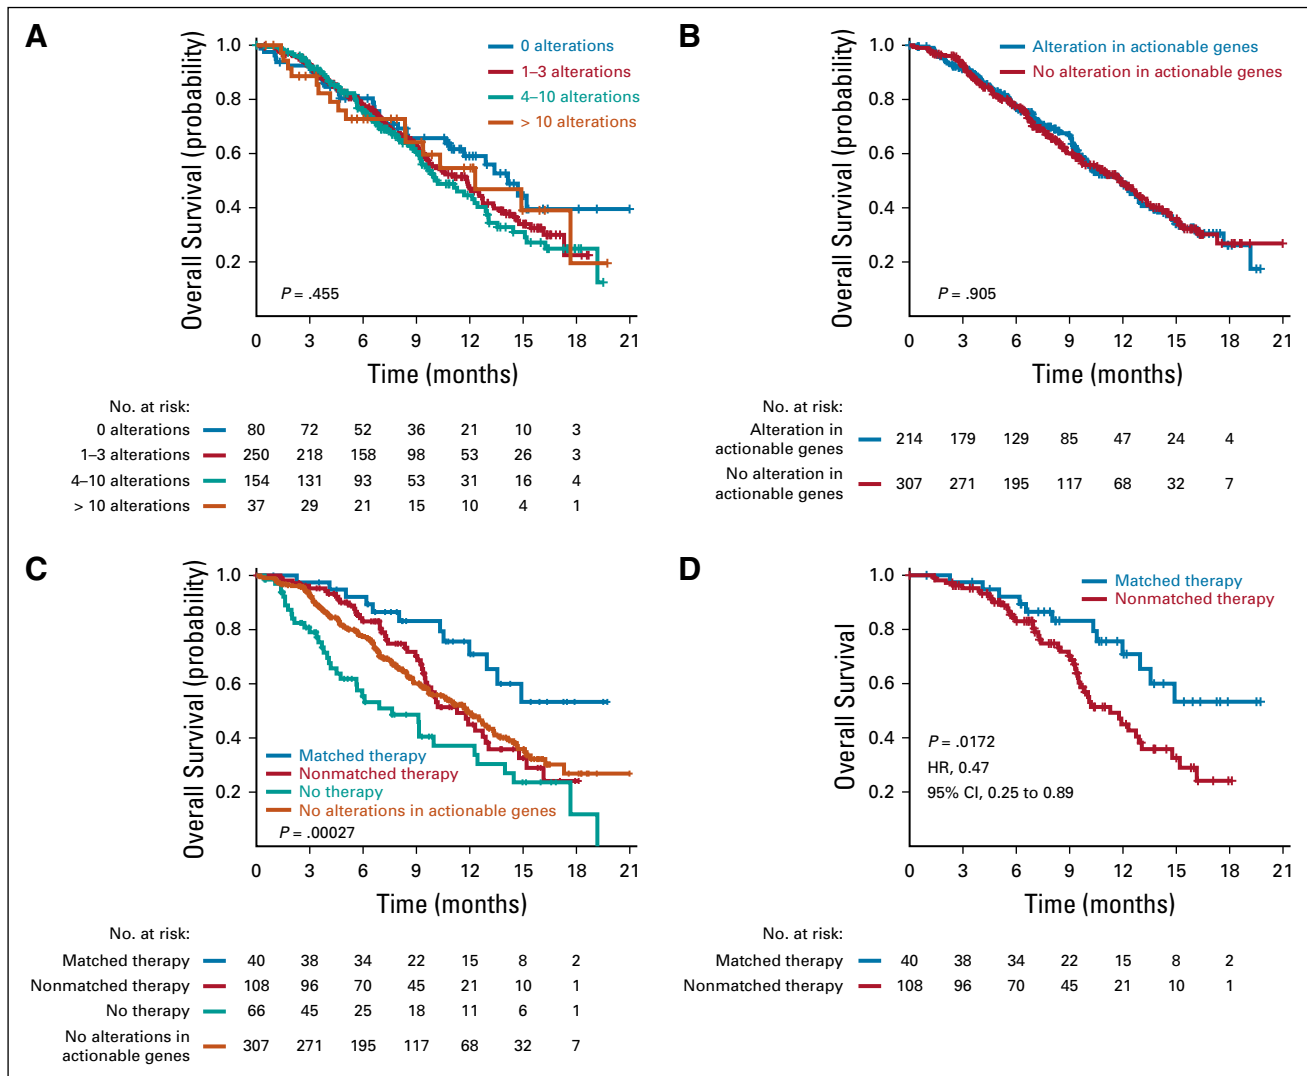 A
Overall Survival (probability)
1.0
0.8
0.6
0.4
0.2
0 alterations
1–3 alterations
4–10 alterations
> 10 alterations
P = .455
0 3 6 9 12 15 18 21
Time (months)
No. at risk:
0 alterations 80 72 52 36 21 10 3
1–3 alterations 250 218 158 98 53 26 3
4–10 alterations 154 131 93 53 31 16 4
> 10 alterations 37 29 21 15 10 4 1
B
Overall Survival (probability)
1.0
0.8
0.6
0.4
0.2
Alteration in actionable genes
No alteration in actionable genes
P = .905
0 3 6 9 12 15 18 21
Time (months)
No. at risk:
Alteration in
actionable genes 214 179 129 85 47 24 4
No alteration in
actionable genes 307 271 195 117 68 32 7
C
Overall Survival (probability)
1.0
0.8
0.6
0.4
0.2
Matched therapy
Nonmatched therapy
No therapy
No alterations in actionable genes
P = .00027
0 3 6 9 12 15 18 21
Time (months)
No. at risk:
Matched therapy 40 38 34 22 15 8 2
Nonmatched therapy 108 96 70 45 21 10 1
No therapy 66 45 25 18 11 6 1
No alterations in
actionable genes 307 271 195 117 68 32 7
D
Overall Survival
1.0
0.8
0.6
0.4
0.2
Matched therapy
Nonmatched therapy
P = .0172
HR, 0.47
95% CI, 0.25 to 0.89
0 3 6 9 12 15 18 21
Time (months)
No. at risk:
Matched therapy 40 38 34 22 15 8 2
Nonmatched therapy 108 96 70 45 21 10 1